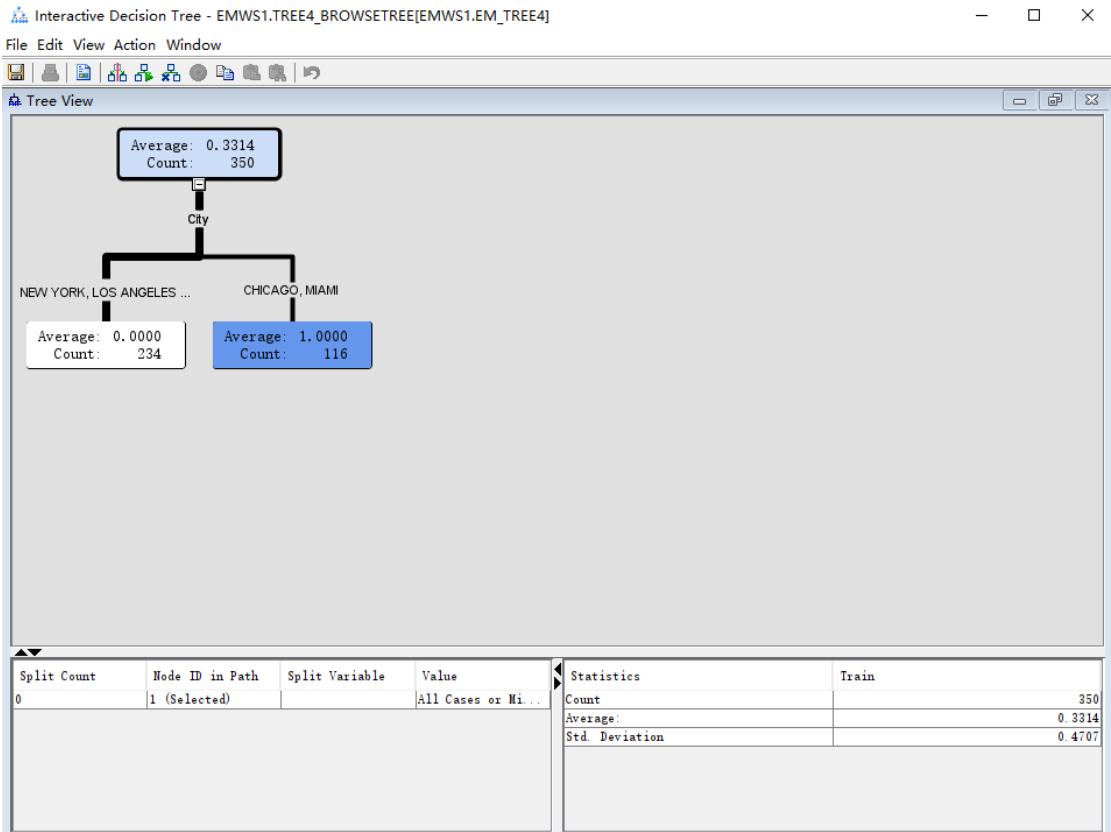 Interactive Decision Tree - EMWS1.TREE4_BROWSETREE[EMWS1.EM_TREE4]
File Edit View Action Window
Tree View
Average: 0.3314
Count: 350
City
NEW YORK, LOS ANGELES ...
CHICAGO, MIAMI
Average: 0.0000
Count: 234
Average: 1.0000
Count: 116
Split Count Node ID in Path Split Variable Value
0 1 (Selected) All Cases or Mi...
Statistics Train
Count 350
Average: 0.3314
Std. Deviation 0.4707